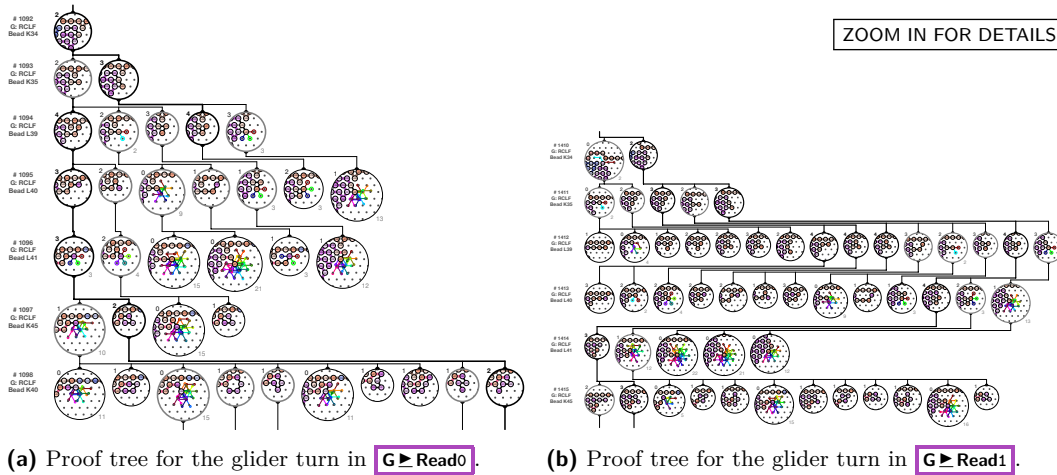 # 1092
G: RCLF
Bead K34
# 1093
G: RCLF
Bead K35
# 1094
G: RCLF
Bead L39
# 1095
G: RCLF
Bead L40
# 1096
G: RCLF
Bead L41
# 1097
G: RCLF
Bead K45
# 1098
G: RCLF
Bead K40
ZOOM IN FOR DETAILS
# 1410
G: RCLF
Bead K34
# 1411
G: RCLF
Bead K35
# 1412
G: RCLF
Bead L39
# 1413
G: RCLF
Bead L40
# 1414
G: RCLF
Bead L41
# 1415
G: RCLF
Bead K45
(a) Proof tree for the glider turn in G►Read0.
(b) Proof tree for the glider turn in G►Read1.